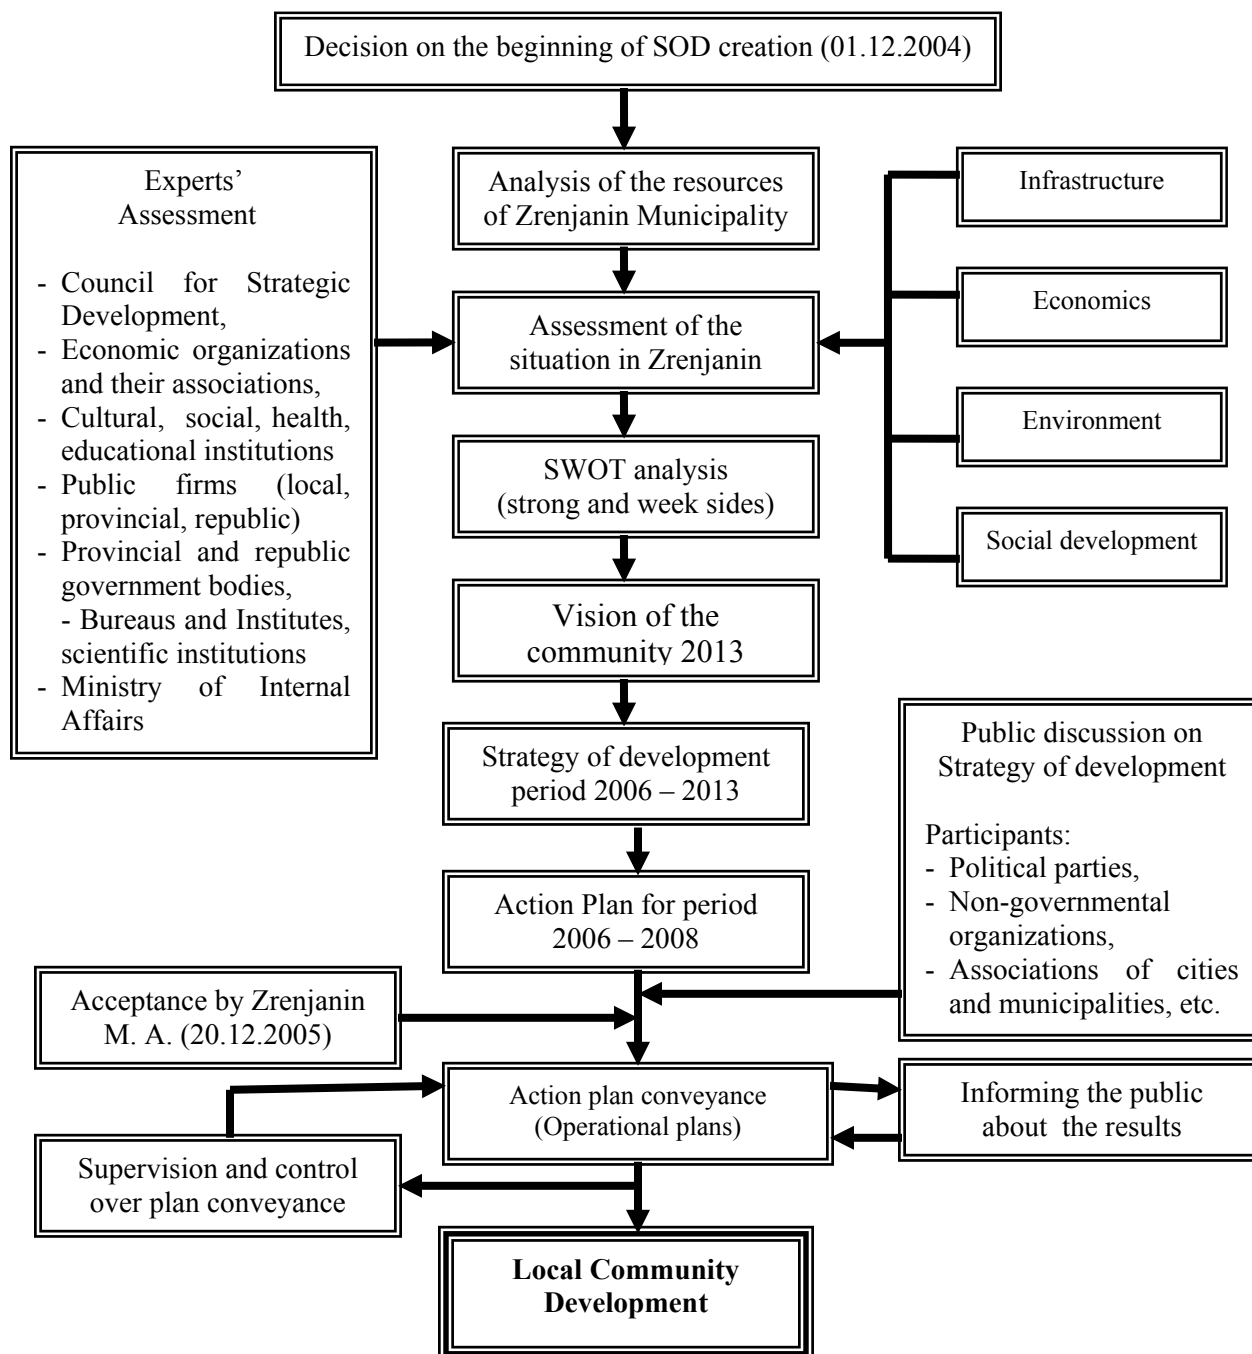 Decision on the beginning of SOD creation (01.12.2004)
Experts’
Assessment
- Council for Strategic
Development,
- Economic organizations
and their associations,
- Cultural, social, health,
educational institutions
- Public firms (local,
provincial, republic)
- Provincial and republic
government bodies,
- Bureaus and Institutes,
scientific institutions
- Ministry of Internal
Affairs
Analysis of the resources
of Zrenjanin Municipality
Assessment of the
situation in Zrenjanin
SWOT analysis
(strong and week sides)
Vision of the
community 2013
Strategy of development
period 2006 – 2013
Action Plan for period
2006 – 2008
Infrastructure
Economics
Environment
Social development
Public discussion on
Strategy of development
Participants:
- Political parties,
- Non-governmental
organizations,
- Associations of cities
and municipalities, etc.
Acceptance by Zrenjanin
M. A. (20.12.2005)
Action plan conveyance
(Operational plans)
Informing the public
about the results
Supervision and control
over plan conveyance
Local Community
Development